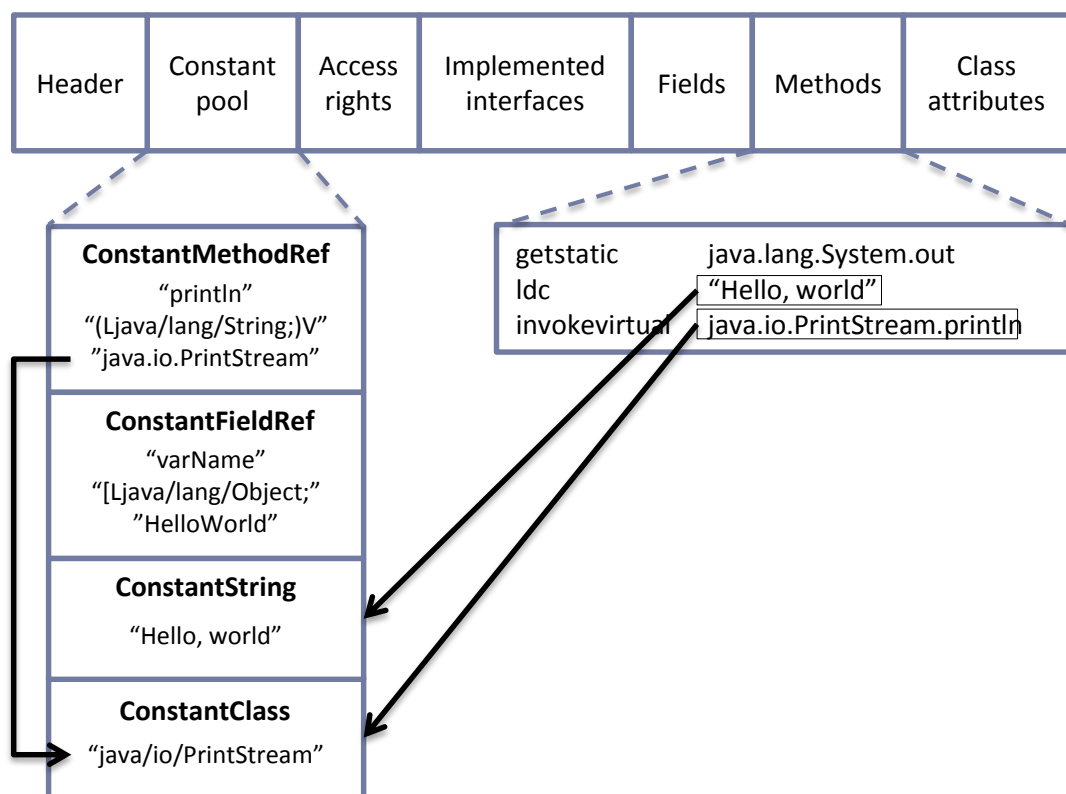 Header
Constant
pool
Access
rights
Implemented
interfaces
Fields
Methods
Class
attributes
ConstantMethodRef
“println”
“(Ljava/lang/String;)V”
”java.io.PrintStream”
ConstantFieldRef
“varName”
“[Ljava/lang/Object;”
”HelloWorld”
ConstantString
“Hello, world”
ConstantClass
“java/io/PrintStream”
getstatic java.lang.System.out
ldc “Hello, world”
invokevirtual java.io.PrintStream.println